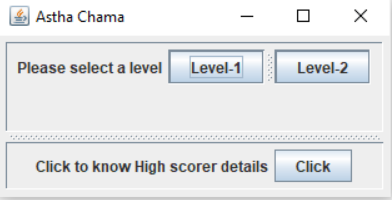 Astha Chama
Please select a level Level-1 Level-2
Click to know High scorer details Click